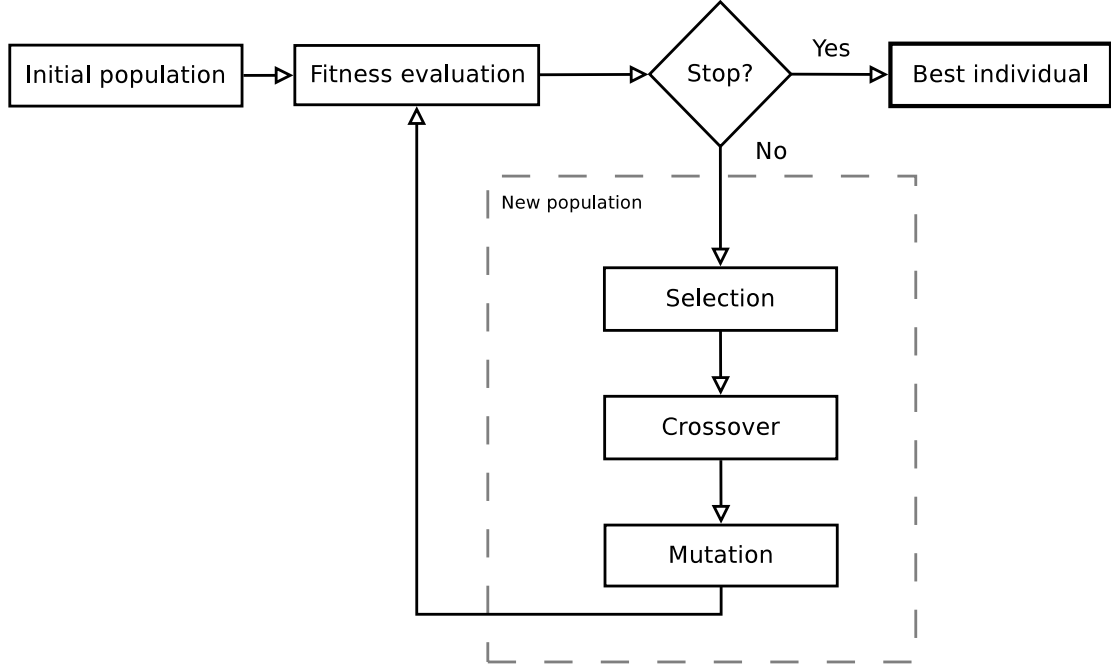 Initial population
Fitness evaluation
Stop?
Yes
Best individual
No
New population
Selection
Crossover
Mutation